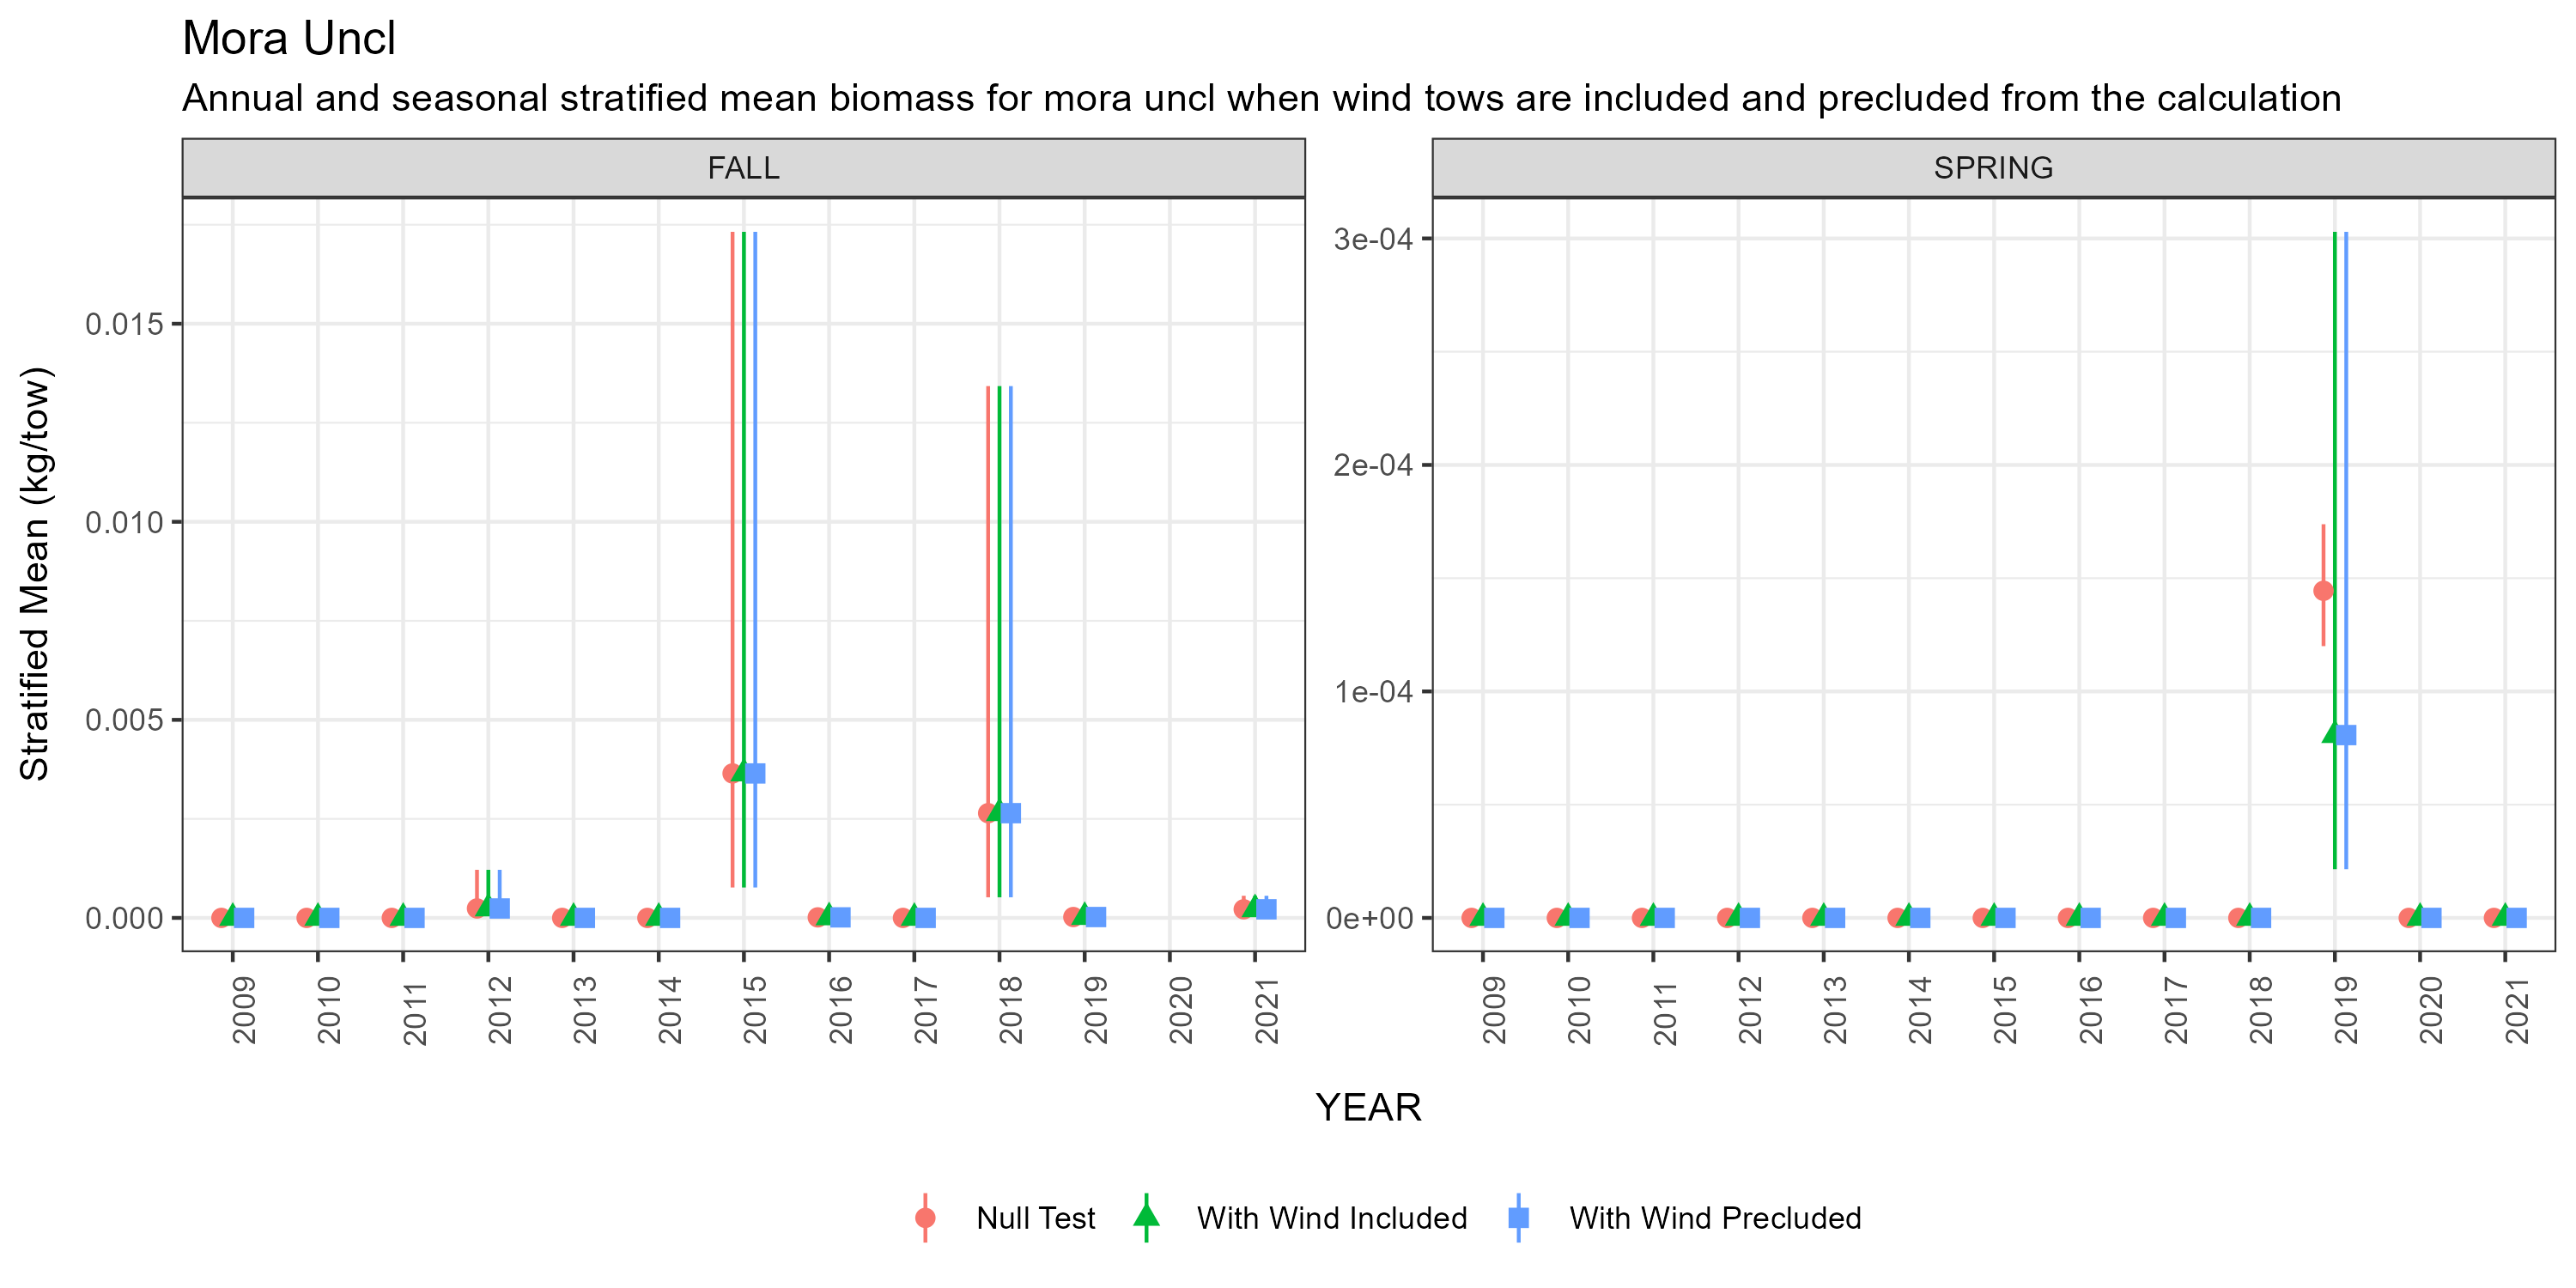 Mora Uncl
Annual and seasonal stratified mean biomass for mora uncl when wind tows are included and precluded from the calculation
FALL
SPRING
Stratified Mean (kg/tow)
0.015
0.010
0.005
0.000
3e-04
2e-04
1e-04
0e+00
2009 2010 2011 2012 2013 2014 2015 2016 2017 2018 2019 2020 2021
2009 2010 2011 2012 2013 2014 2015 2016 2017 2018 2019 2020 2021
YEAR
Null Test With Wind Included With Wind Precluded